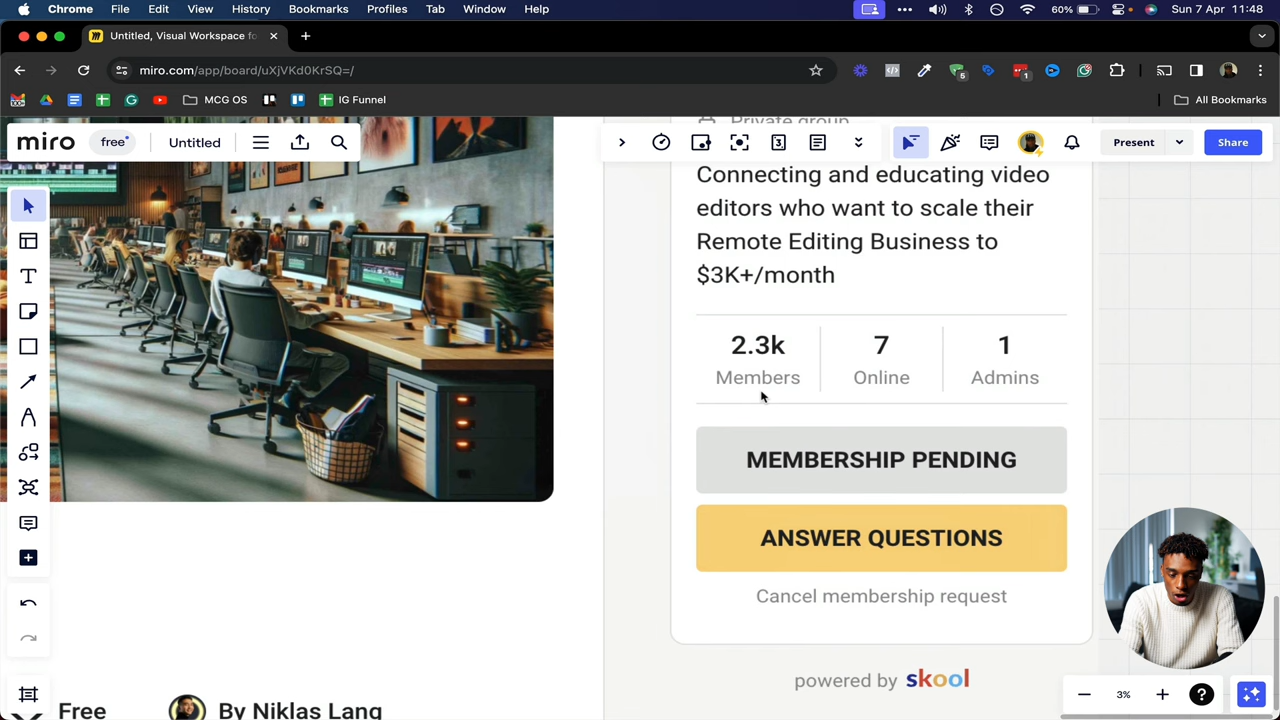 Chrome File Edit View History Bookmarks Profiles Tab Window Help 60% Sun 7 Apr 11:48
Untitled, Visual Workspace fo
miro.com/app/board/uXjVKd0KrSQ=/ 5 1
MCG OS IG Funnel All Bookmarks
Private group
miro free Untitled 3 Present Share
Connecting and educating video
editors who want to scale their
Remote Editing Business to
$3K+/month
2.3k 7 1
Members Online Admins
MEMBERSHIP PENDING
ANSWER QUESTIONS
Cancel membership request
powered by skool
3%
Free By Niklas Lang